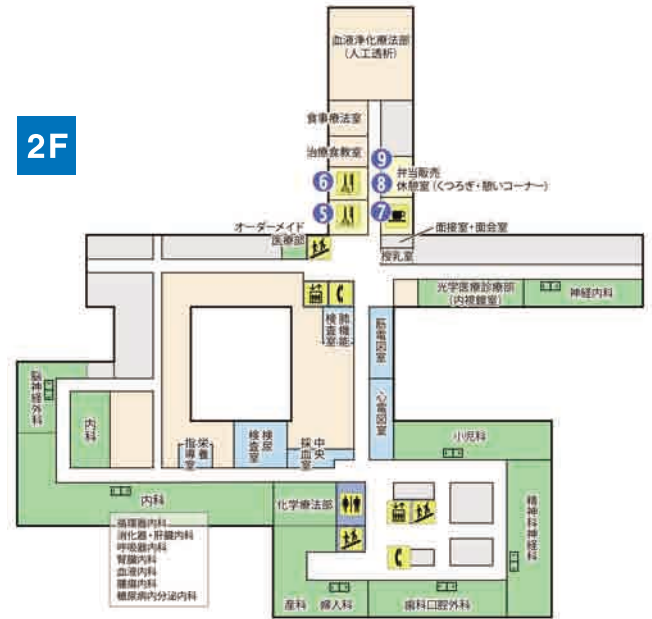 2F
血液浄化療法部
(人工透析)
食事療法室
治療食教室
6
5
9
8
7
弁当販売
休憩室(くつろぎ・憩いコーナー)
オーダーメイド
医療部
面接室・面会室
授乳室
光学医療診療部
(内視鏡室)
神経内科
肺機能
検査室
筋電図室
心電図室
脳神経外科
内科
栄養
指導室
検尿
検査室
中央
採血室
小児科
内科
化学療法部
精神科神経科
循環器内科
消化器・肝臓内科
呼吸器内科
腎臓内科
血液内科
腫瘍内科
糖尿病内分泌内科
産科 婦人科
歯科口腔外科